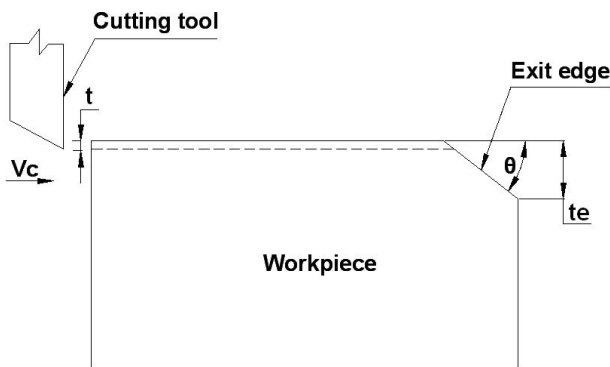 Cutting tool
t
Exit edge
Vc
θ
te
Workpiece